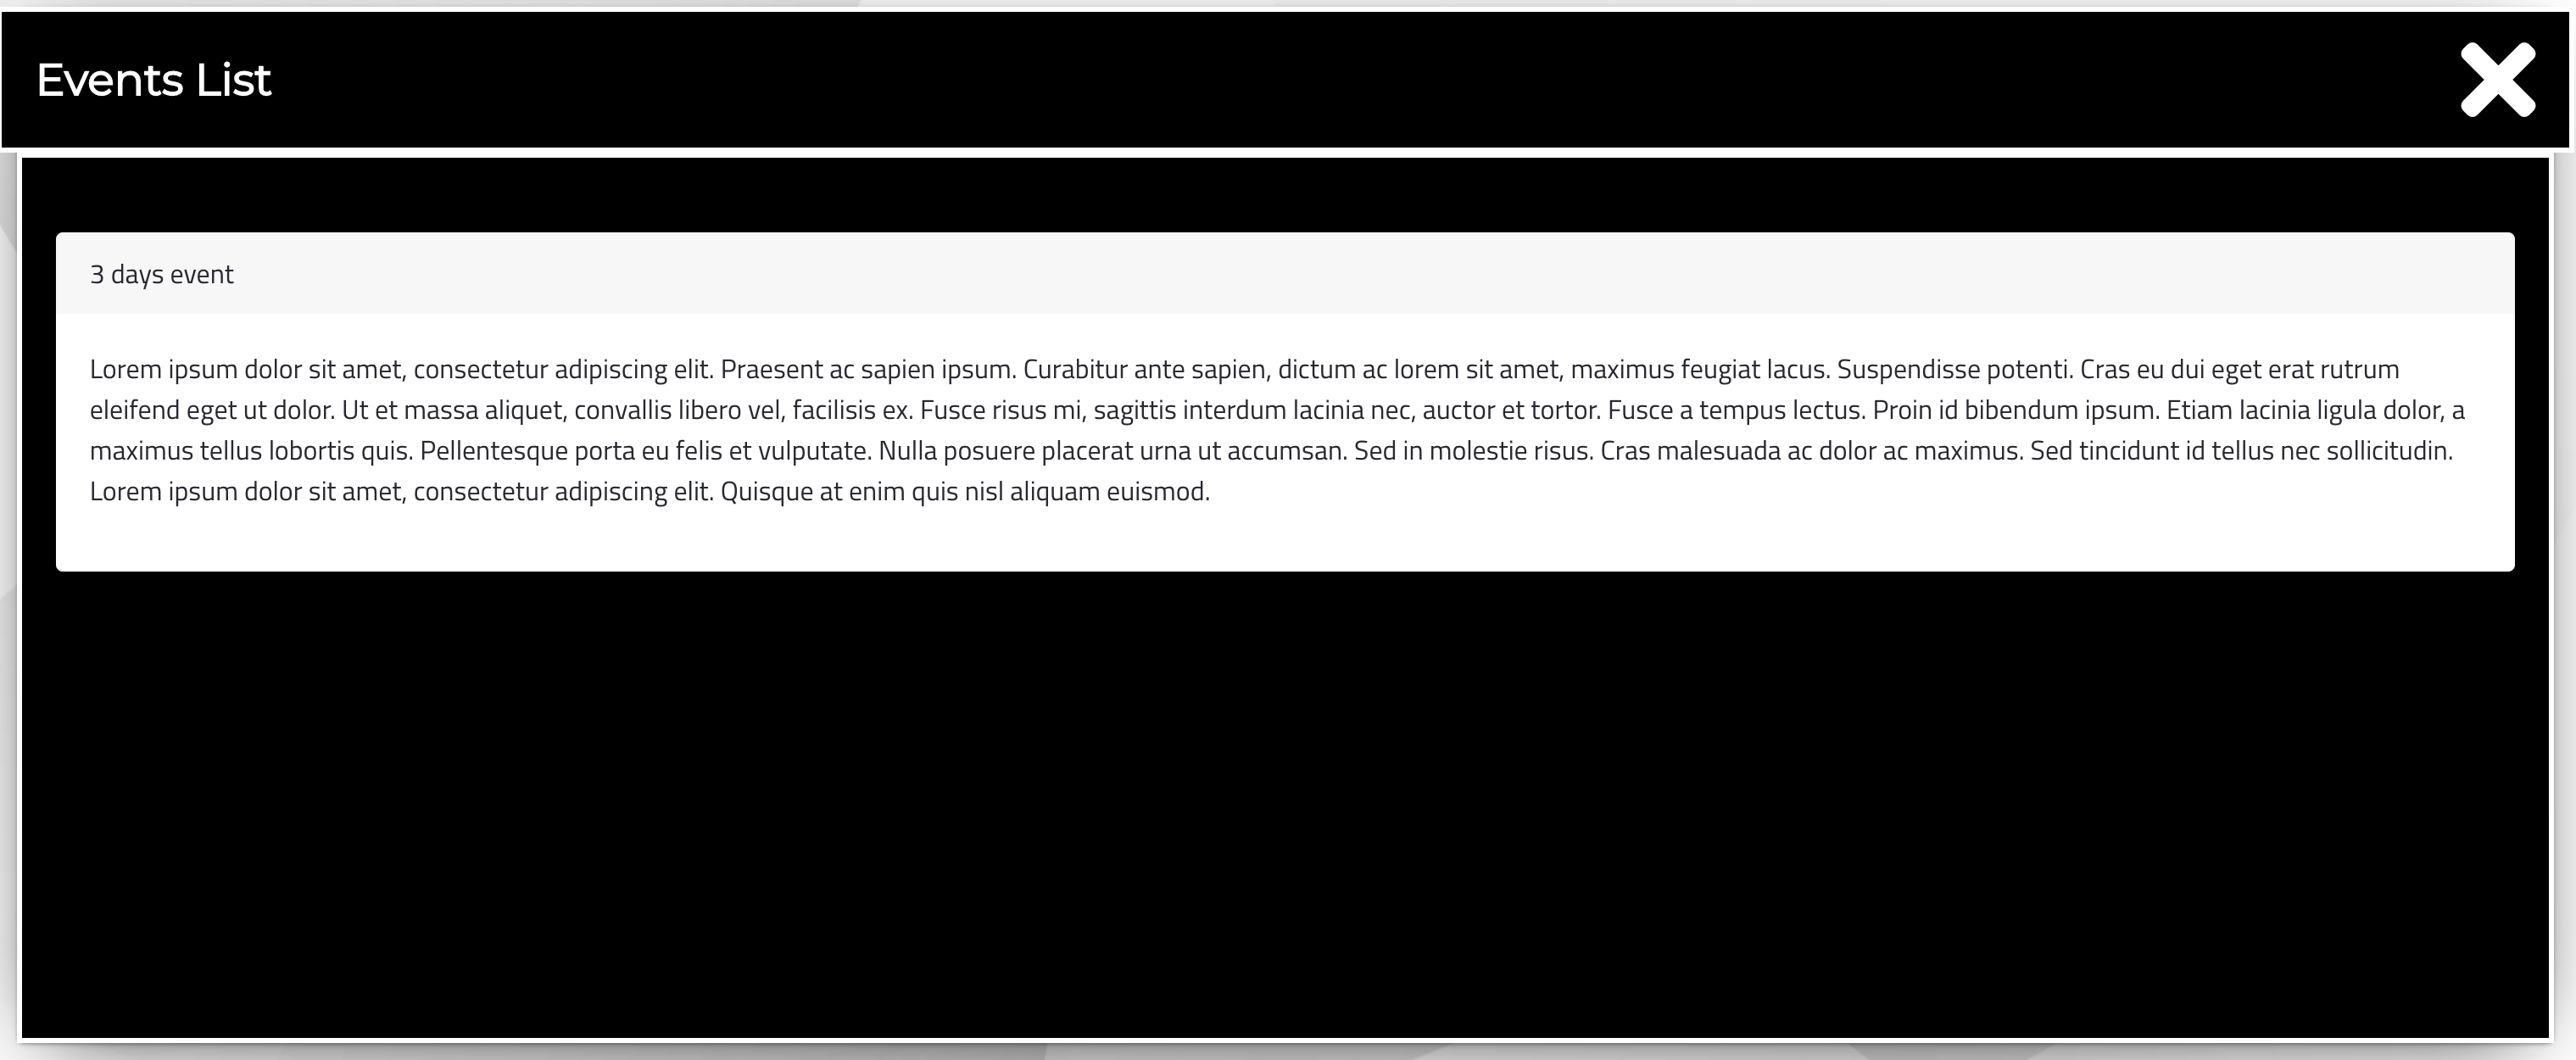 Events List
3 days event
Lorem ipsum dolor sit amet, consectetur adipiscing elit. Praesent ac sapien ipsum. Curabitur ante sapien, dictum ac lorem sit amet, maximus feugiat lacus. Suspendisse potenti. Cras eu dui eget erat rutrum
eleifend eget ut dolor. Ut et massa aliquet, convallis libero vel, facilisis ex. Fusce risus mi, sagittis interdum lacinia nec, auctor et tortor. Fusce a tempus lectus. Proin id bibendum ipsum. Etiam lacinia ligula dolor, a
maximus tellus lobortis quis. Pellentesque porta eu felis et vulputate. Nulla posuere placerat urna ut accumsan. Sed in molestie risus. Cras malesuada ac dolor ac maximus. Sed tincidunt id tellus nec sollicitudin.
Lorem ipsum dolor sit amet, consectetur adipiscing elit. Quisque at enim quis nisl aliquam euismod.